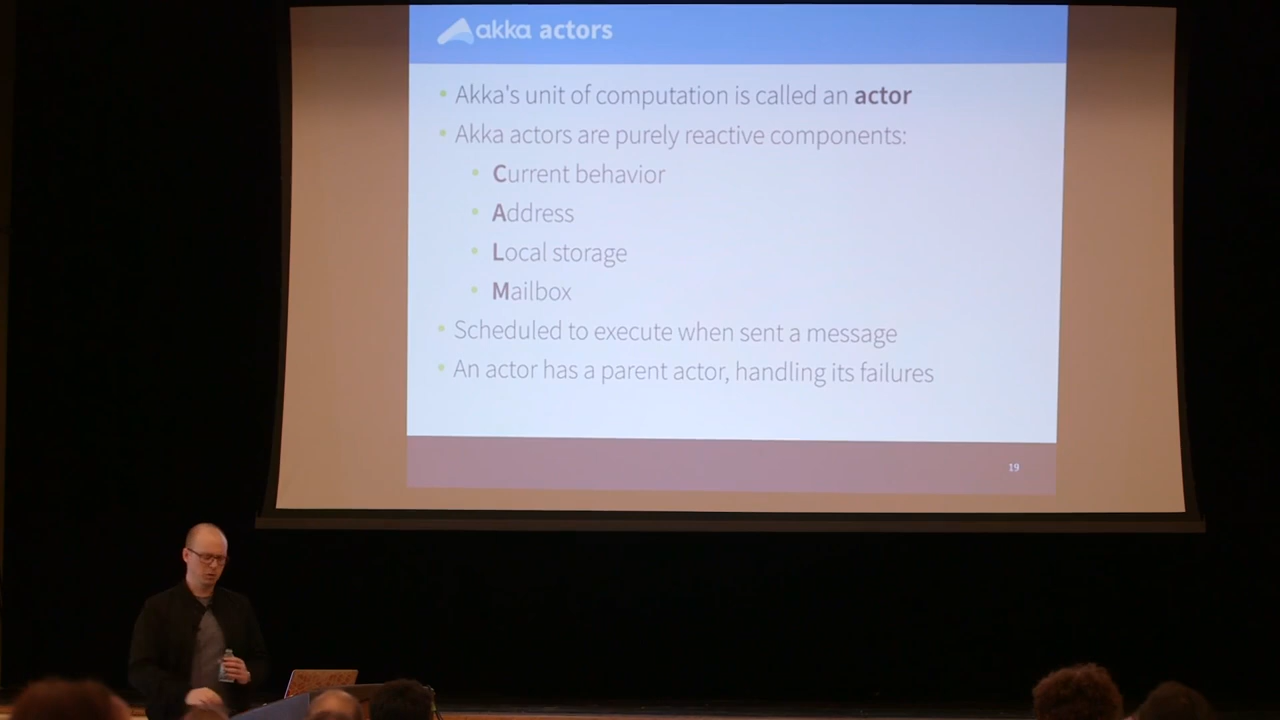 akka actors
• Akka's unit of computation is called an actor
• Akka actors are purely reactive components:
• Current behavior
• Address
• Local storage
• Mailbox
• Scheduled to execute when sent a message
• An actor has a parent actor, handling its failures
19